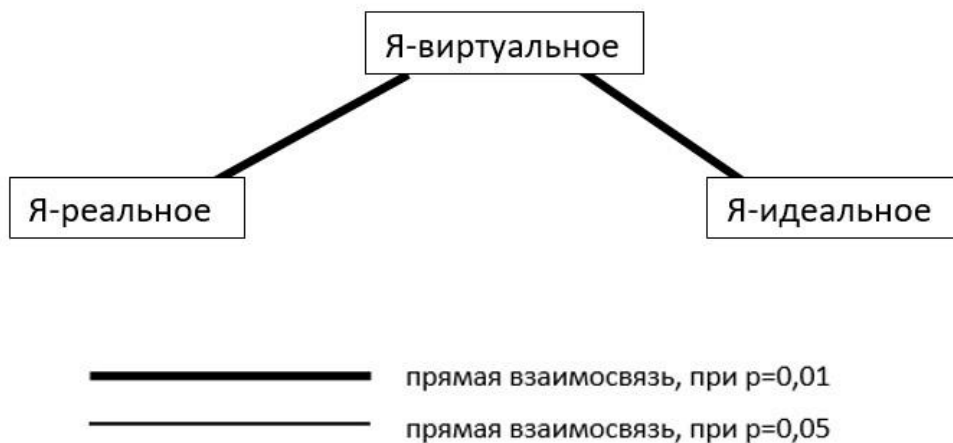 Я-виртуальное
Я-реальное
Я-идеальное
прямая взаимосвязь, при p=0,01
прямая взаимосвязь, при p=0,05